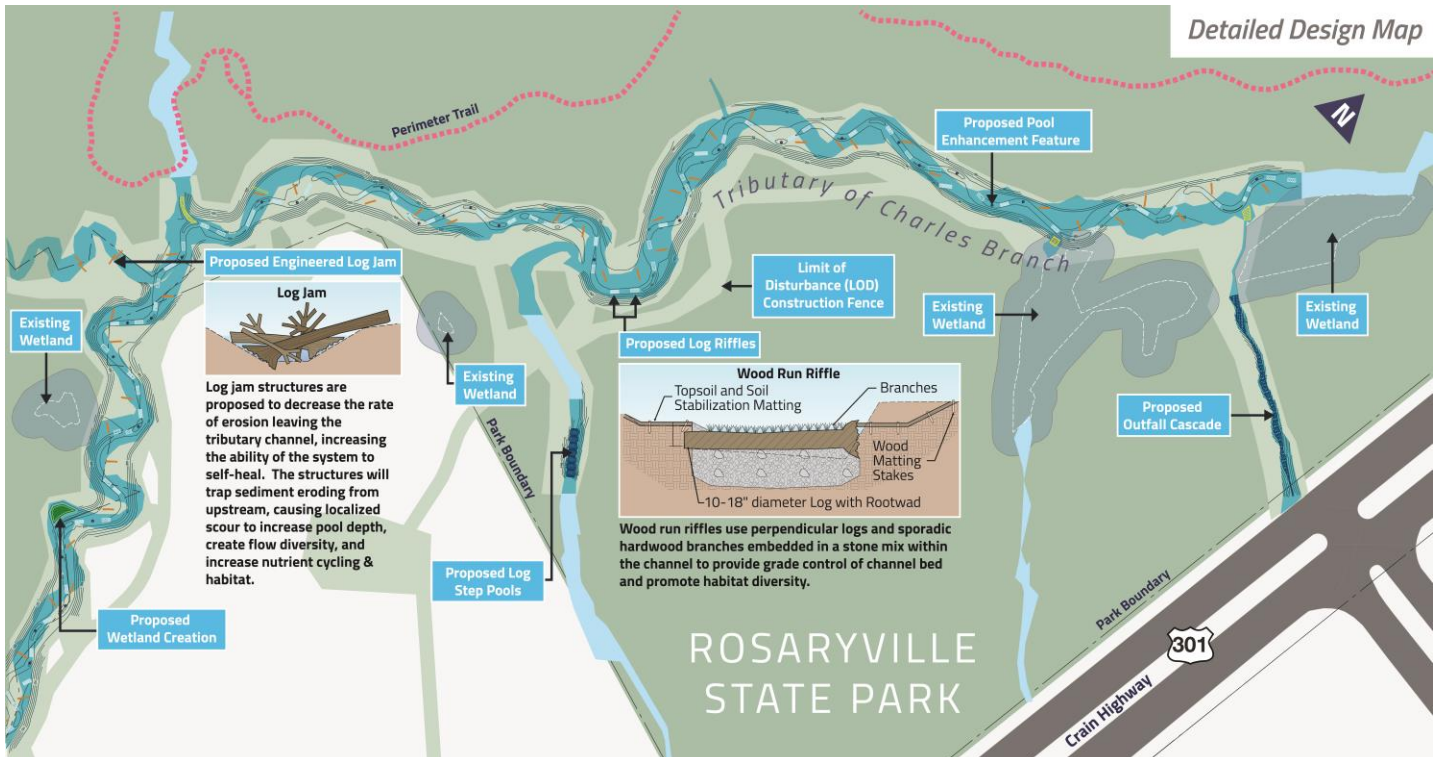 Detailed Design Map
N
Perimeter Trail
Proposed Pool
Enhancement Feature
Tributary of Charles Branch
Proposed Engineered Log Jam
Limit of
Disturbance (LOD)
Construction Fence
Existing
Wetland
Log Jam
Existing
Wetland
Existing
Wetland
Existing
Wetland
Proposed Log Riffles
Log jam structures are
proposed to decrease the rate
of erosion leaving the
tributary channel, increasing
the ability of the system to
self-heal. The structures will
trap sediment eroding from
upstream, causing localized
scour to increase pool depth,
create flow diversity, and
increase nutrient cycling &
habitat.
Park Boundary
Wood Run Riffle
Topsoil and Soil
Stabilization Matting
Branches
Wood
Matting
Stakes
10-18" diameter Log with Rootwad
Wood run riffles use perpendicular logs and sporadic
hardwood branches embedded in a stone mix within
the channel to provide grade control of channel bed
and promote habitat diversity.
Proposed
Outfall Cascade
Proposed Log
Step Pools
Proposed
Wetland Creation
ROSARYVILLE
STATE PARK
Park Boundary
301
Crain Highway